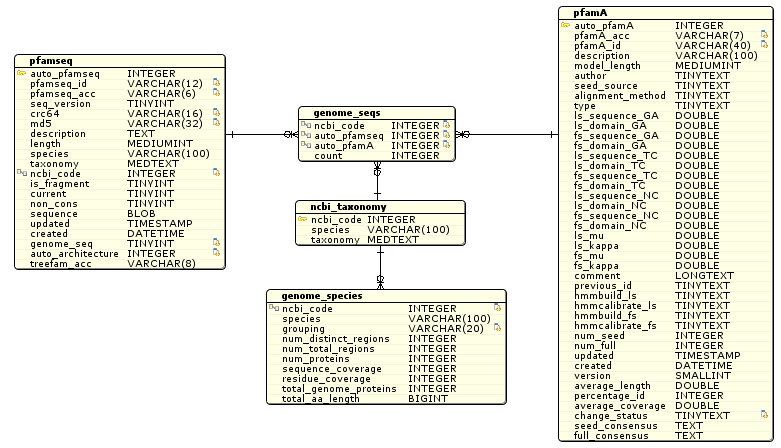 pfamseq
auto_pfamseq INTEGER
pfamseq_id VARCHAR(12)
pfamseq_acc VARCHAR(6)
seq_version TINYINT
crc64 VARCHAR(16)
md5 VARCHAR(32)
description TEXT
length MEDIUMINT
species VARCHAR(100)
taxonomy MEDTEXT
ncbi_code INTEGER
is_fragment TINYINT
current TINYINT
non_cons TINYINT
sequence BLOB
updated TIMESTAMP
created DATETIME
genome_seq TINYINT
auto_architecture INTEGER
treefam_acc VARCHAR(8)
genome_seqs
ncbi_code INTEGER
auto_pfamseq INTEGER
auto_pfamA INTEGER
count INTEGER
ncbi_taxonomy
ncbi_code INTEGER
species VARCHAR(100)
taxonomy MEDTEXT
genome_species
ncbi_code INTEGER
species VARCHAR(100)
grouping VARCHAR(20)
num_distinct_regions INTEGER
num_total_regions INTEGER
num_proteins INTEGER
sequence_coverage INTEGER
residue_coverage INTEGER
total_genome_proteins INTEGER
total_aa_length BIGINT
pfamA
auto_pfamA INTEGER
pfamA_acc VARCHAR(7)
pfamA_id VARCHAR(40)
description VARCHAR(100)
model_length MEDIUMINT
author TINYTEXT
seed_source TINYTEXT
alignment_method TINYTEXT
type TINYTEXT
ls_sequence_GA DOUBLE
ls_domain_GA DOUBLE
fs_sequence_GA DOUBLE
fs_domain_GA DOUBLE
ls_sequence_TC DOUBLE
ls_domain_TC DOUBLE
fs_sequence_TC DOUBLE
fs_domain_TC DOUBLE
ls_sequence_NC DOUBLE
ls_domain_NC DOUBLE
fs_sequence_NC DOUBLE
fs_domain_NC DOUBLE
ls_mu DOUBLE
ls_kappa DOUBLE
fs_mu DOUBLE
fs_kappa DOUBLE
comment LONGTEXT
previous_id TINYTEXT
hmmbuild_ls TINYTEXT
hmmcalibrate_ls TINYTEXT
hmmbuild_fs TINYTEXT
hmmcalibrate_fs TINYTEXT
num_seed INTEGER
num_full INTEGER
updated TIMESTAMP
created DATETIME
version SMALLINT
average_length DOUBLE
percentage_id INTEGER
average_coverage DOUBLE
change_status TINYTEXT
seed_consensus TEXT
full_consensus TEXT